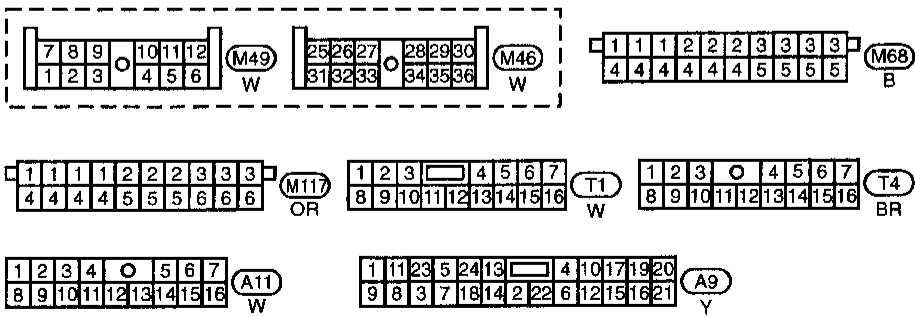 7 8 9 10 11 12
1 2 3 4 5 6
M49
W
25 26 27 28 29 30
31 32 33 34 35 36
M46
W
1 1 1 2 2 2 3 3 3 3
4 4 4 4 4 4 5 5 5 5
M68
B
1 1 1 1 2 2 2 3 3 3
4 4 4 4 5 5 5 6 6 6
M117
OR
1 2 3 4 5 6 7
8 9 10 11 12 13 14 15 16
T1
W
1 2 3 4 5 6 7
8 9 10 11 12 13 14 15 16
T4
BR
1 2 3 4 5 6 7
8 9 10 11 12 13 14 15 16
A11
W
1 11 23 5 24 13 4 10 17 19 20
9 8 3 7 18 14 2 22 6 12 15 16 21
A9
Y